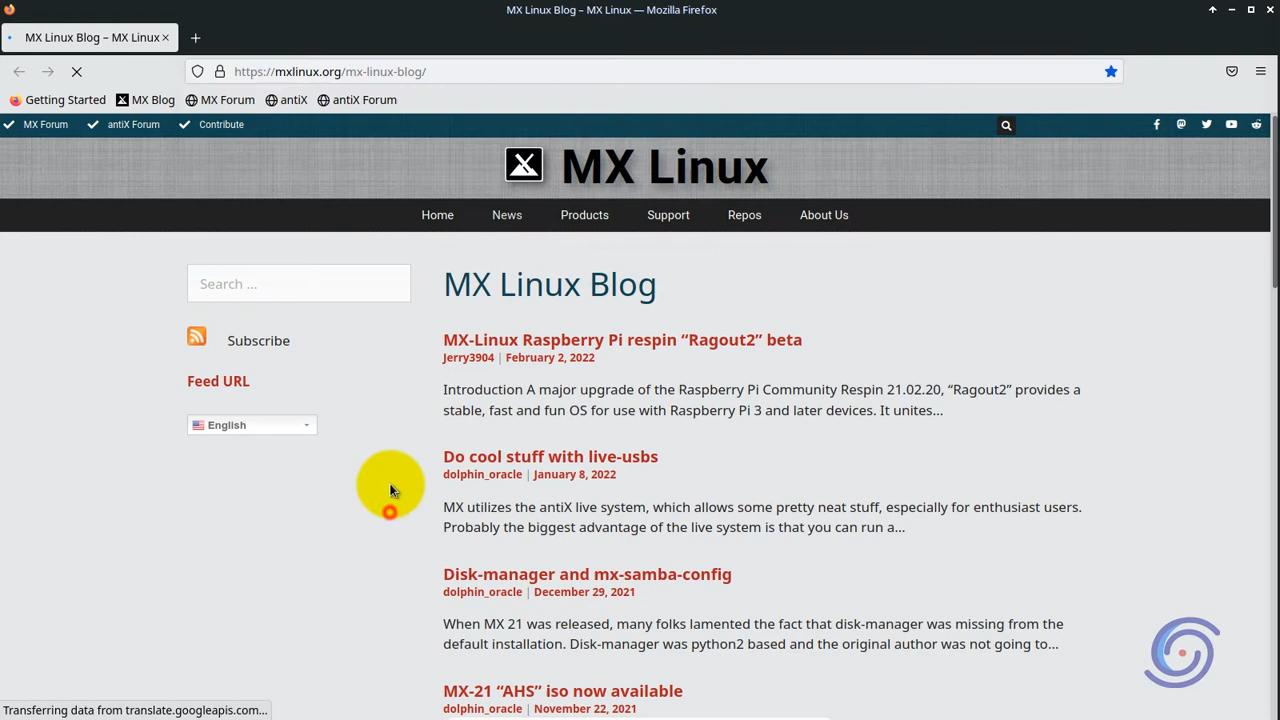 MX Linux Blog – MX Linux — Mozilla Firefox
MX Linux Blog – MX Linux
https://mxlinux.org/mx-linux-blog/
Getting Started MX Blog MX Forum antiX antiX Forum
MX Forum antiX Forum Contribute
MX Linux
Home News Products Support Repos About Us
Search ...
Subscribe
Feed URL
English
MX Linux Blog
MX-Linux Raspberry Pi respin “Ragout2” beta
Jerry3904 | February 2, 2022
Introduction A major upgrade of the Raspberry Pi Community Respin 21.02.20, “Ragout2” provides a
stable, fast and fun OS for use with Raspberry Pi 3 and later devices. It unites...
Do cool stuff with live-usbs
dolphin_oracle | January 8, 2022
MX utilizes the antiX live system, which allows some pretty neat stuff, especially for enthusiast users.
Probably the biggest advantage of the live system is that you can run a...
Disk-manager and mx-samba-config
dolphin_oracle | December 29, 2021
When MX 21 was released, many folks lamented the fact that disk-manager was missing from the
default installation. Disk-manager was python2 based and the original author was not going to...
MX-21 “AHS” iso now available
dolphin_oracle | November 22, 2021
Transferring data from translate.googleapis.com...